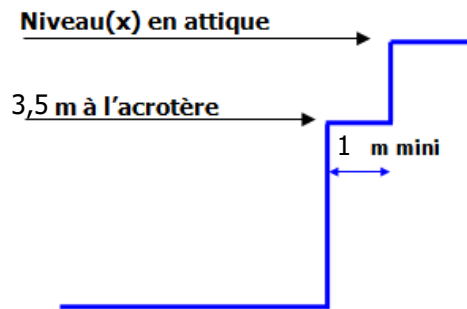 Niveau(x) en attique
3,5 m à l'acrotère
1 m mini